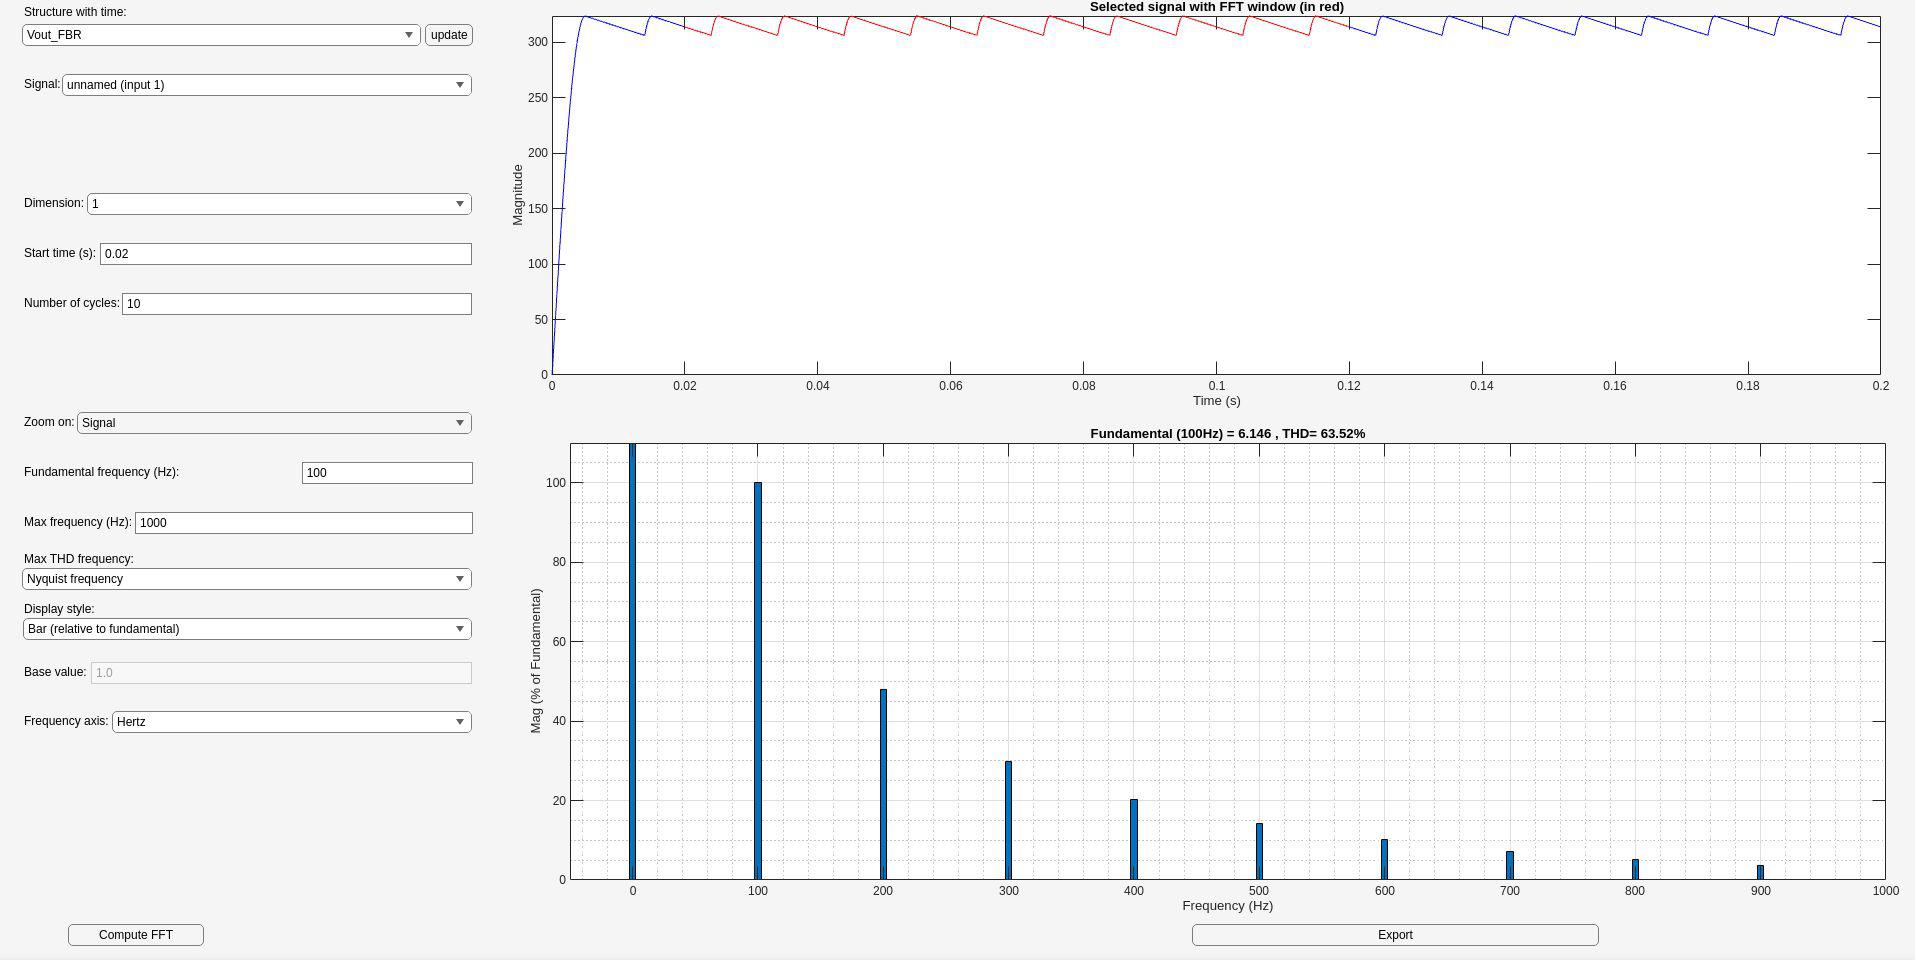 Structure with time:
Vout_FBR
update
Signal: unnamed (input 1)
Dimension: 1
Start time (s): 0.02
Number of cycles: 10
Zoom on: Signal
Fundamental frequency (Hz): 100
Max frequency (Hz): 1000
Max THD frequency:
Nyquist frequency
Display style:
Bar (relative to fundamental)
Base value: 1.0
Frequency axis: Hertz
Compute FFT
Selected signal with FFT window (in red)
300
250
200
150
100
50
0
Magnitude
0 0.02 0.04 0.06 0.08 0.1 0.12 0.14 0.16 0.18 0.2
Time (s)
Fundamental (100Hz) = 6.146 , THD= 63.52%
100
80
60
40
20
0
Mag (% of Fundamental)
0 100 200 300 400 500 600 700 800 900 1000
Frequency (Hz)
Export